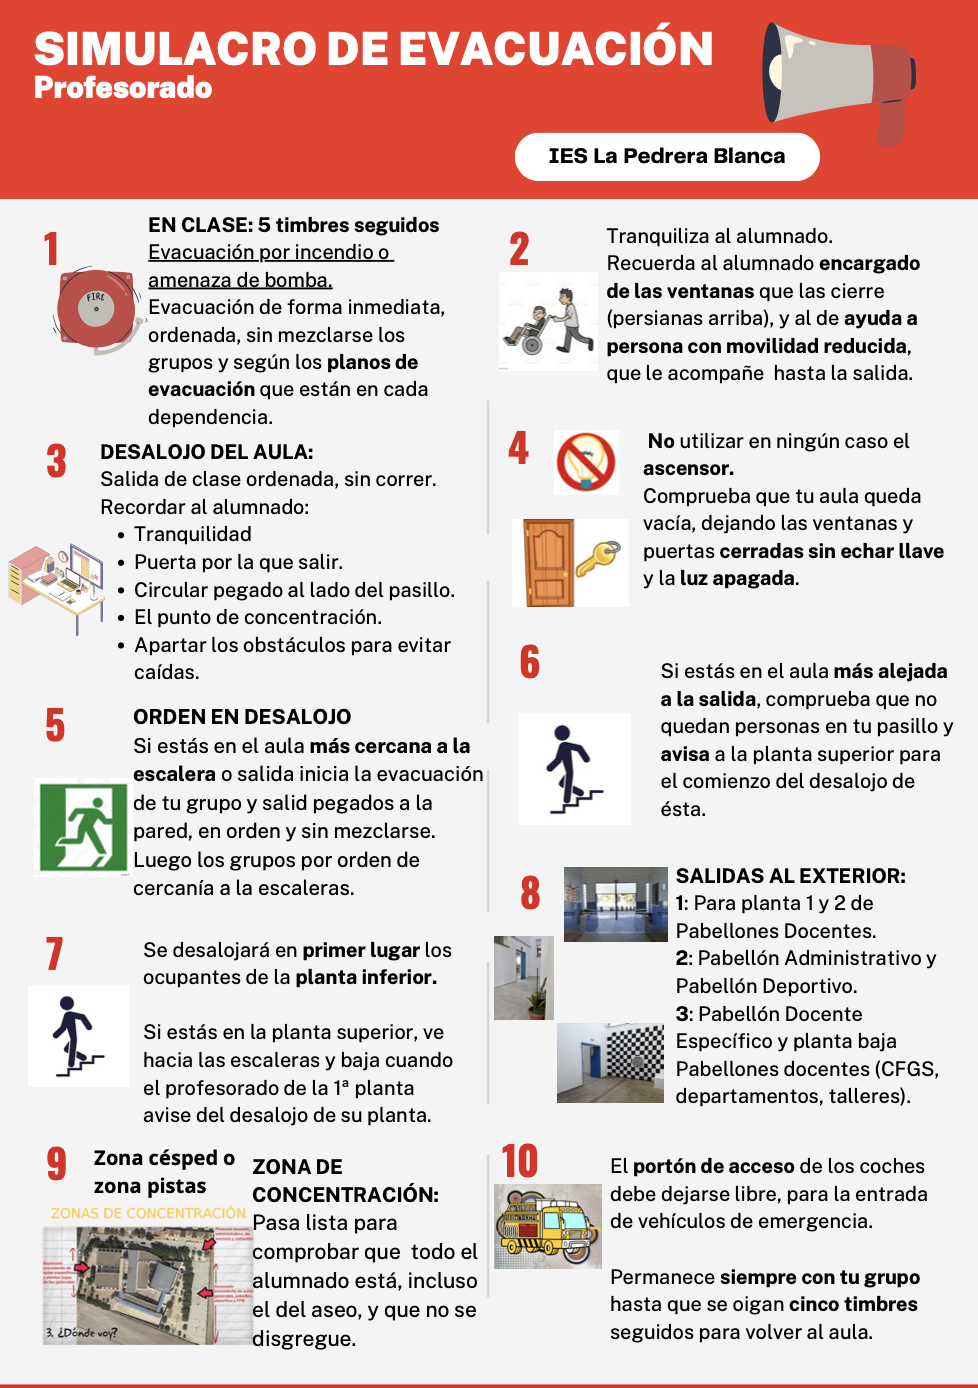 SIMULACRO DE EVACUACIÓN
Profesorado
IES La Pedrera Blanca
1
EN CLASE: 5 timbres seguidos
Evacuación por incendio o
amenaza de bomba.
Evacuación de forma inmediata,
ordenada, sin mezclarse los
grupos y según los planos de
evacuación que están en cada
dependencia.
FIRE
2
Tranquiliza al alumnado.
Recuerda al alumnado encargado
de las ventanas que las cierre
(persianas arriba), y al de ayuda a
persona con movilidad reducida,
que le acompañe hasta la salida.
3
DESALOJO DEL AULA:
Salida de clase ordenada, sin correr.
Recordar al alumnado:
• Tranquilidad
• Puerta por la que salir.
• Circular pegado al lado del pasillo.
• El punto de concentración.
• Apartar los obstáculos para evitar
caídas.
4
No utilizar en ningún caso el
ascensor.
Comprueba que tu aula queda
vacía, dejando las ventanas y
puertas cerradas sin echar llave
y la luz apagada.
5
ORDEN EN DESALOJO
Si estás en el aula más cercana a la
escalera o salida inicia la evacuación
de tu grupo y salid pegados a la
pared, en orden y sin mezclarse.
Luego los grupos por orden de
cercanía a la escaleras.
6
Si estás en el aula más alejada
a la salida, comprueba que no
quedan personas en tu pasillo y
avisa a la planta superior para
el comienzo del desalojo de
ésta.
7
Se desalojará en primer lugar los
ocupantes de la planta inferior.
Si estás en la planta superior, ve
hacia las escaleras y baja cuando
el profesorado de la 1ª planta
avise del desalojo de su planta.
8
SALIDAS AL EXTERIOR:
1: Para planta 1 y 2 de
Pabellones Docentes.
2: Pabellón Administrativo y
Pabellón Deportivo.
3: Pabellón Docente
Específico y planta baja
Pabellones docentes (CFGS,
departamentos, talleres).
9
Zona césped o
zona pistas
ZONAS DE CONCENTRACIÓN
3. ¿Dónde voy?
ZONA DE
CONCENTRACIÓN:
Pasa lista para
comprobar que todo el
alumnado está, incluso
el del aseo, y que no se
disgregue.
10
El portón de acceso de los coches
debe dejarse libre, para la entrada
de vehículos de emergencia.
Permanece siempre con tu grupo
hasta que se oigan cinco timbres
seguidos para volver al aula.